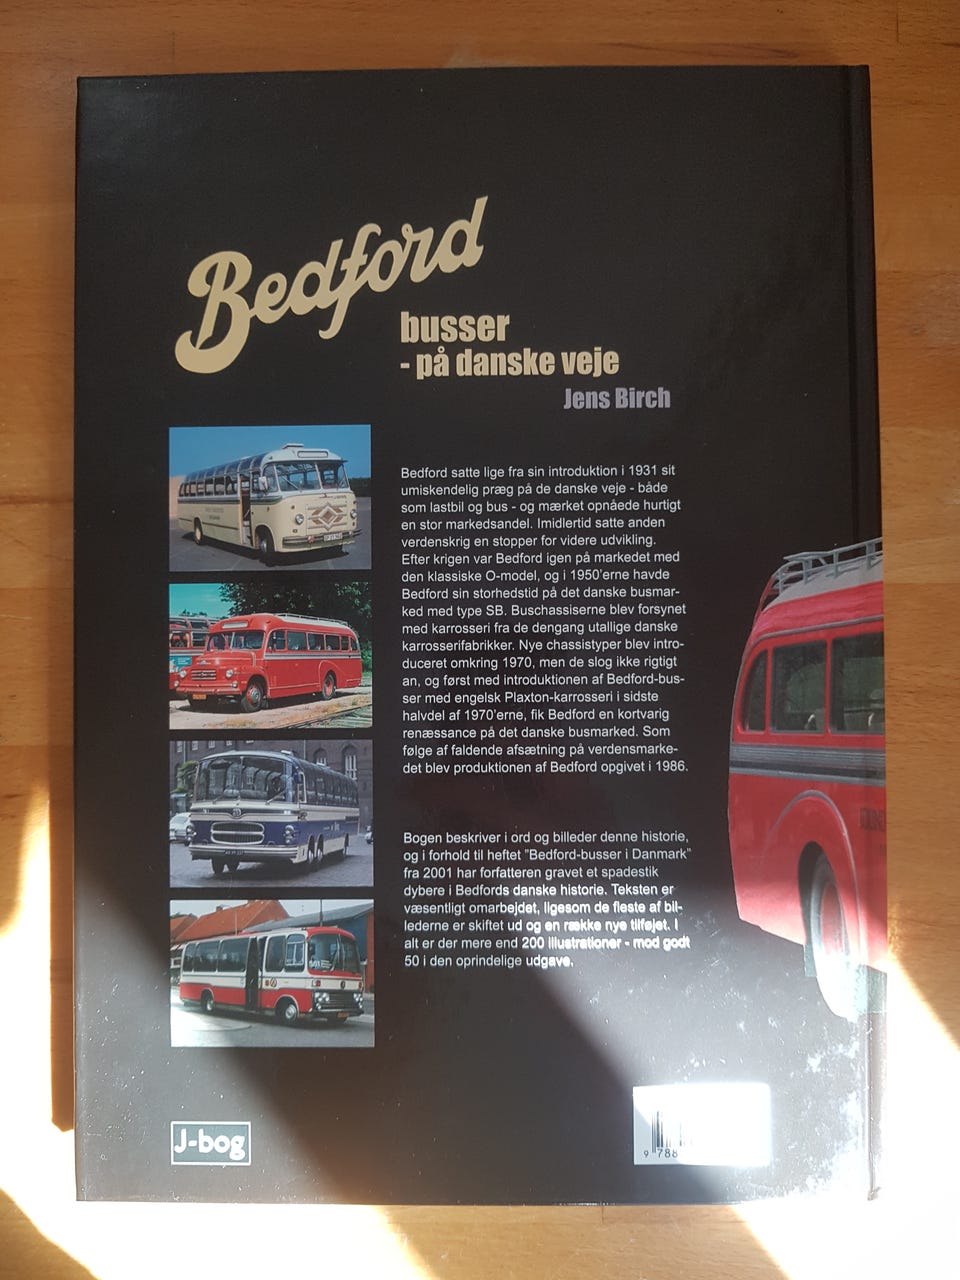 Bedford
busser
- på danske veje
Jens Birch
Bedford satte lige fra sin introduktion i 1931 sit
umiskendelig præg på de danske veje - både
som lastbil og bus - og mærket opnåede hurtigt
en stor markedsandel. Imidlertid satte anden
verdenskrig en stopper for videre udvikling.
Efter krigen var Bedford igen på markedet med
den klassiske O-model, og i 1950'erne havde
Bedford sin storhedstid på det danske busmar-
ked med type SB. Buschassiserne blev forsynet
med karrosseri fra de dengang utallige danske
karrosserifabrikker. Nye chassistyper blev intro-
duceret omkring 1970, men de slog ikke rigtigt
an, og først med introduktionen af Bedford-bus-
ser med engelsk Plaxton-karrosseri i sidste
halvdel af 1970'erne, fik Bedford en kortvarig
renæssance på det danske busmarked. Som
følge af faldende afsætning på verdensmarke-
det blev produktionen af Bedford opgivet i 1986.
Bogen beskriver i ord og billeder denne historie,
og i forhold til heftet "Bedford-busser i Danmark"
fra 2001 har forfatteren gravet et spadestik
dybere i Bedfords danske historie. Teksten er
væsentligt omarbejdet, ligesom de fleste af bil-
lederne er skiftet ud og en række nye tilføjet. I
alt er der mere end 200 illustrationer - mod godt
50 i den oprindelige udgave.
J-bog
9 788